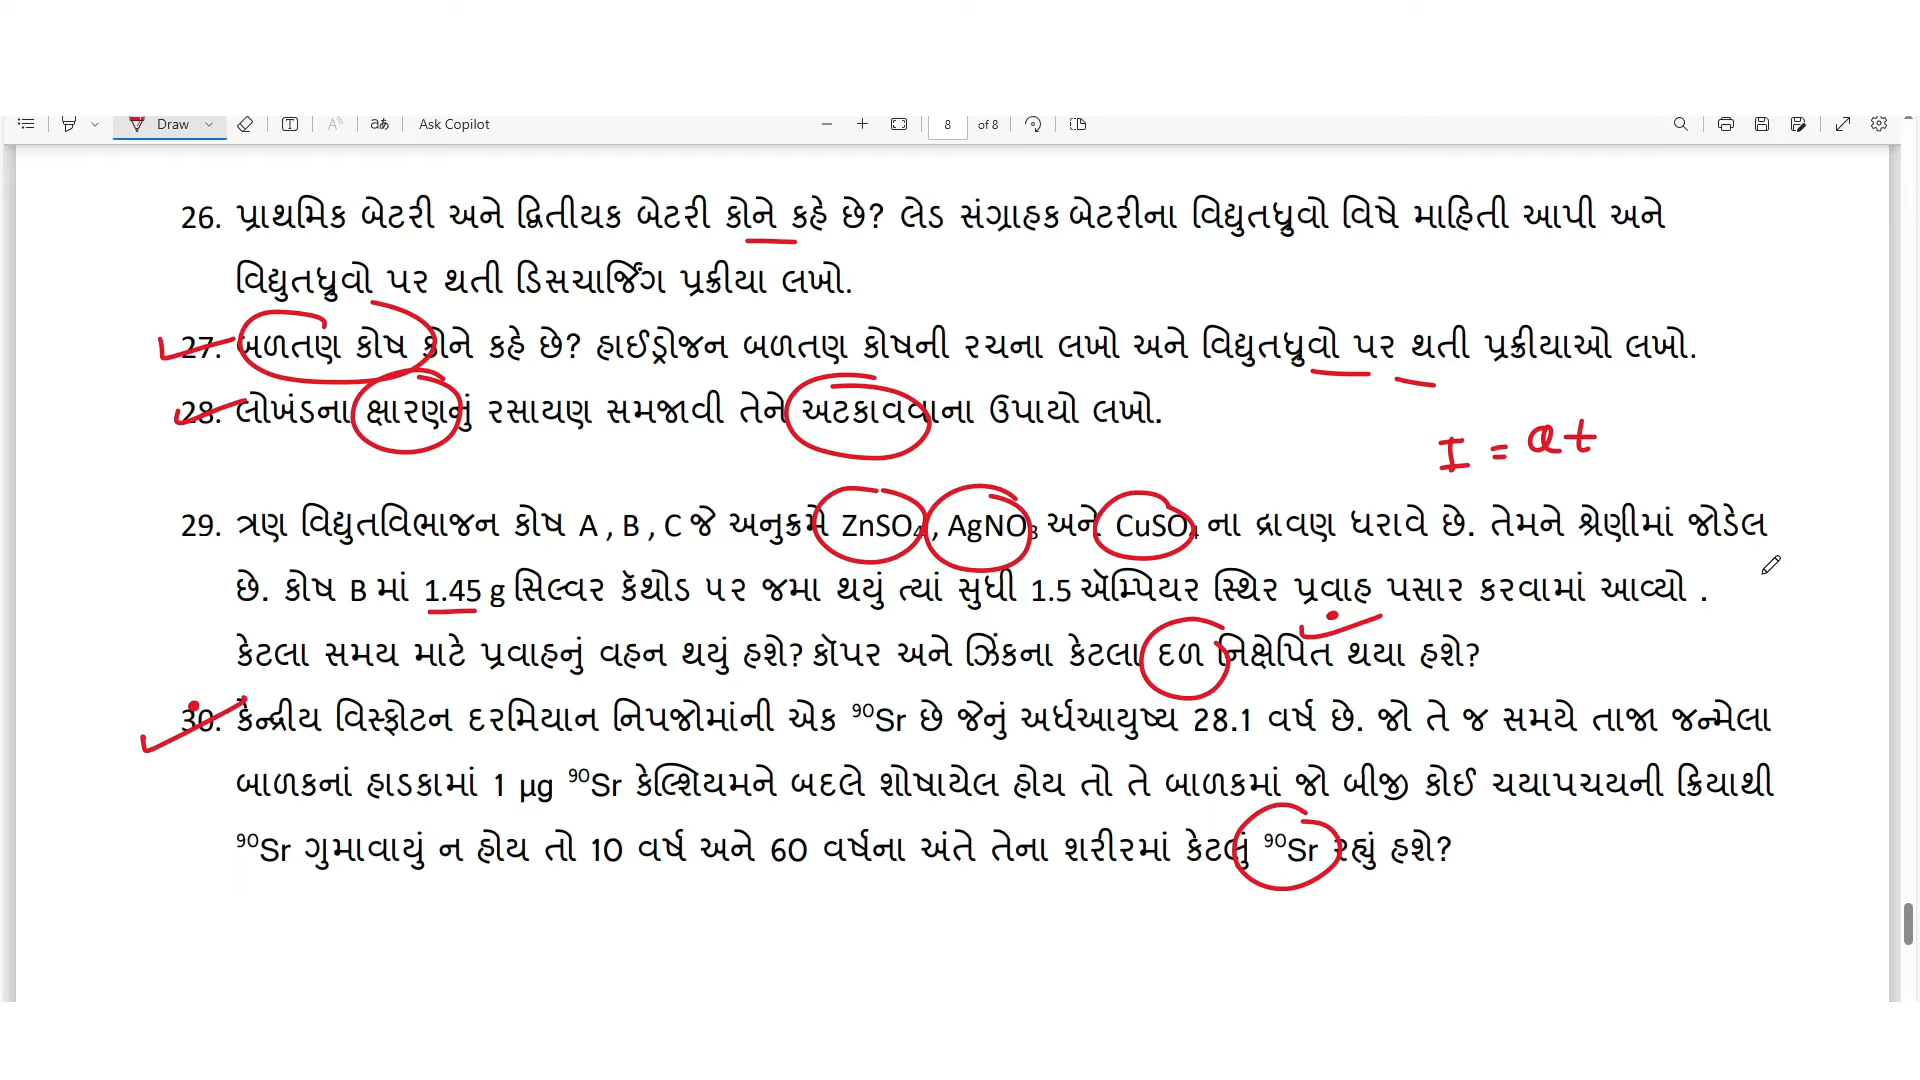 Draw aあ Ask Copilot 8 of 8
26. પ્રાથમિક બેટરી અને દ્વિતીયક બેટરી કોને કહે છે? લેડ સંગ્રાહક બેટરીના વિદ્યુતધ્રુવો વિષે માહિતી આપી અને
વિદ્યુતધ્રુવો પર થતી ડિસચાર્જિંગ પ્રક્રીયા લખો.
27. બળતણ કોષ કોને કહે છે? હાઈડ્રોજન બળતણ કોષની રચના લખો અને વિદ્યુતધ્રુવો પર થતી પ્રક્રીયાઓ લખો.
28. લોખંડના ક્ષારણનું રસાયણ સમજાવી તેને અટકાવવાના ઉપાયો લખો.
I = Qt
29. ત્રણ વિદ્યુતવિભાજન કોષ A , B , C જે અનુક્રમે ZnSO₄ , AgNO₃ અને CuSO₄ ના દ્રાવણ ધરાવે છે. તેમને શ્રેણીમાં જોડેલ
છે. કોષ B માં 1.45 g સિલ્વર કૅથોડ પર જમા થયું ત્યાં સુધી 1.5 ઍમ્પિયર સ્થિર પ્રવાહ પસાર કરવામાં આવ્યો .
કેટલા સમય માટે પ્રવાહનું વહન થયું હશે? કૉપર અને ઝિંકના કેટલા દળ નિક્ષેપિત થયા હશે?
30. કેન્દ્રીય વિસ્ફોટન દરમિયાન નિપજોમાંની એક ⁹⁰Sr છે જેનું અર્ધઆયુષ્ય 28.1 વર્ષ છે. જો તે જ સમયે તાજા જન્મેલા
બાળકનાં હાડકામાં 1 µg ⁹⁰Sr કેલ્શિયમને બદલે શોષાયેલ હોય તો તે બાળકમાં જો બીજી કોઈ ચયાપચયની ક્રિયાથી
⁹⁰Sr ગુમાવાયું ન હોય તો 10 વર્ષ અને 60 વર્ષના અંતે તેના શરીરમાં કેટલું ⁹⁰Sr રહ્યું હશે?